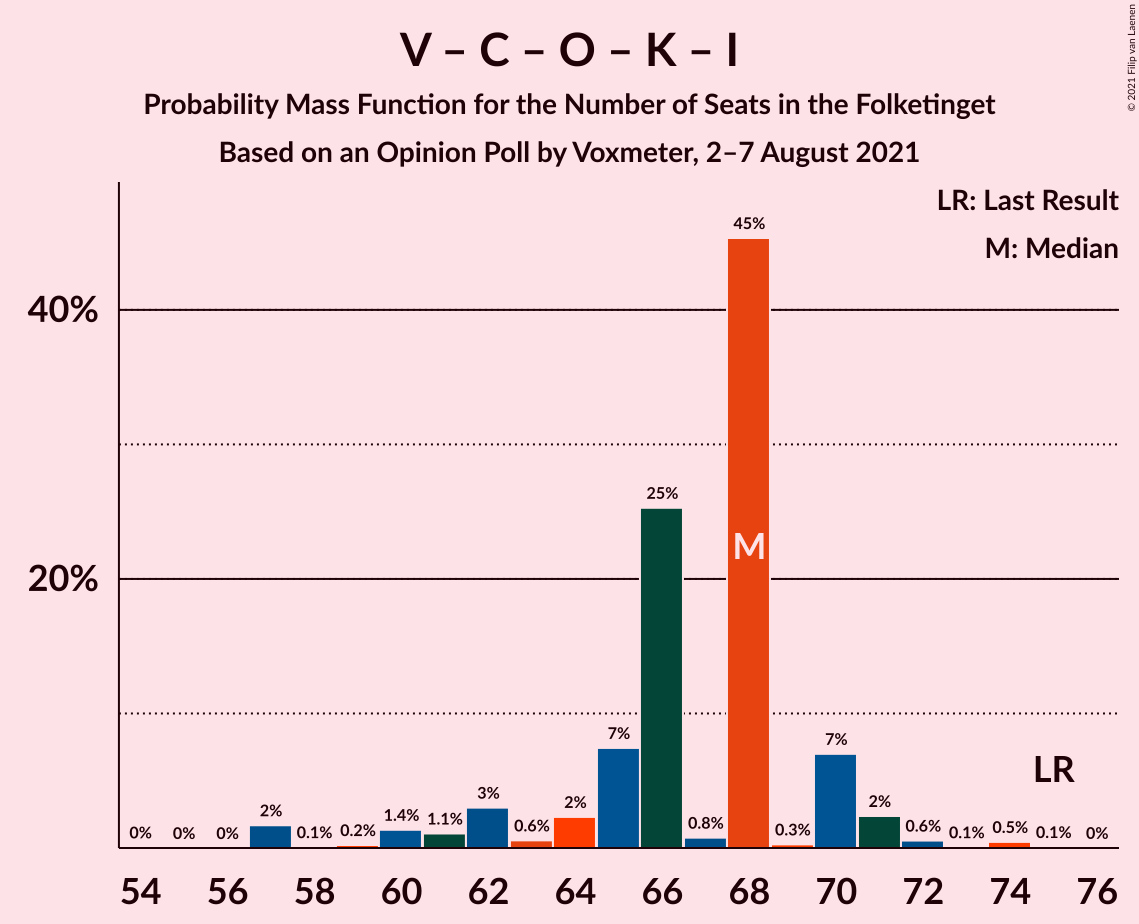 V – C – O – K – I
Probability Mass Function for the Number of Seats in the Folketinget
Based on an Opinion Poll by Voxmeter, 2–7 August 2021
© 2021 Filip van Laenen
LR: Last Result
M: Median
40%
20%
0%
0%
0%
2%
0.1%
0.2%
1.4%
1.1%
3%
0.6%
2%
7%
25%
0.8%
45%
M
0.3%
7%
2%
0.6%
0.1%
0.5%
0.1%
0%
LR
54 56 58 60 62 64 66 68 70 72 74 76